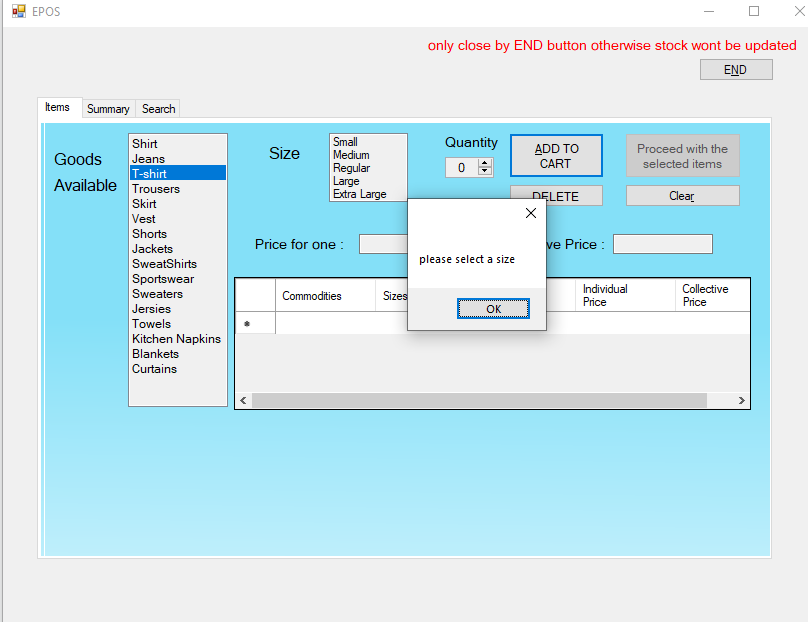 EPOS
only close by END button otherwise stock wont be updated
END
Items
Summary
Search
Goods
Available
Shirt
Jeans
T-shirt
Trousers
Skirt
Vest
Shorts
Jackets
SweatShirts
Sportswear
Sweaters
Jersies
Towels
Kitchen Napkins
Blankets
Curtains
Size
Small
Medium
Regular
Large
Extra Large
Quantity
0
ADD TO
CART
Proceed with the
selected items
DELETE
Clear
Price for one :
ve Price :
please select a size
OK
Commodities
Sizes
Individual
Price
Collective
Price